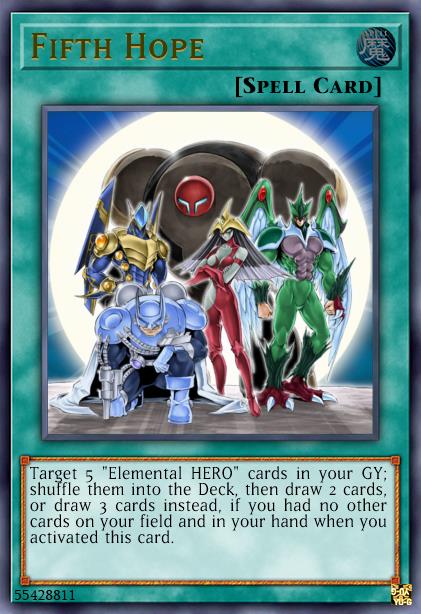 Fifth Hope
魔
[Spell Card]
Target 5 "Elemental HERO" cards in your GY;
shuffle them into the Deck, then draw 2 cards,
or draw 3 cards instead, if you had no other
cards on your field and in your hand when you
activated this card.
55428811